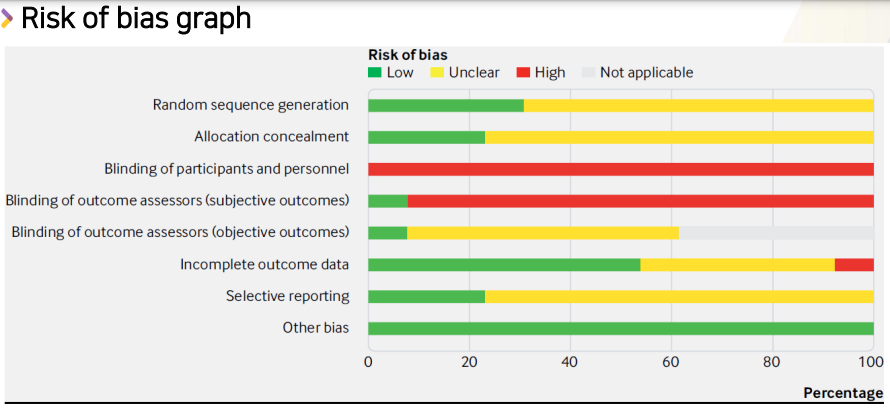 Risk of bias graph
Risk of bias
Low Unclear High Not applicable
Random sequence generation
Allocation concealment
Blinding of participants and personnel
Blinding of outcome assessors (subjective outcomes)
Blinding of outcome assessors (objective outcomes)
Incomplete outcome data
Selective reporting
Other bias
0 20 40 60 80 100
Percentage